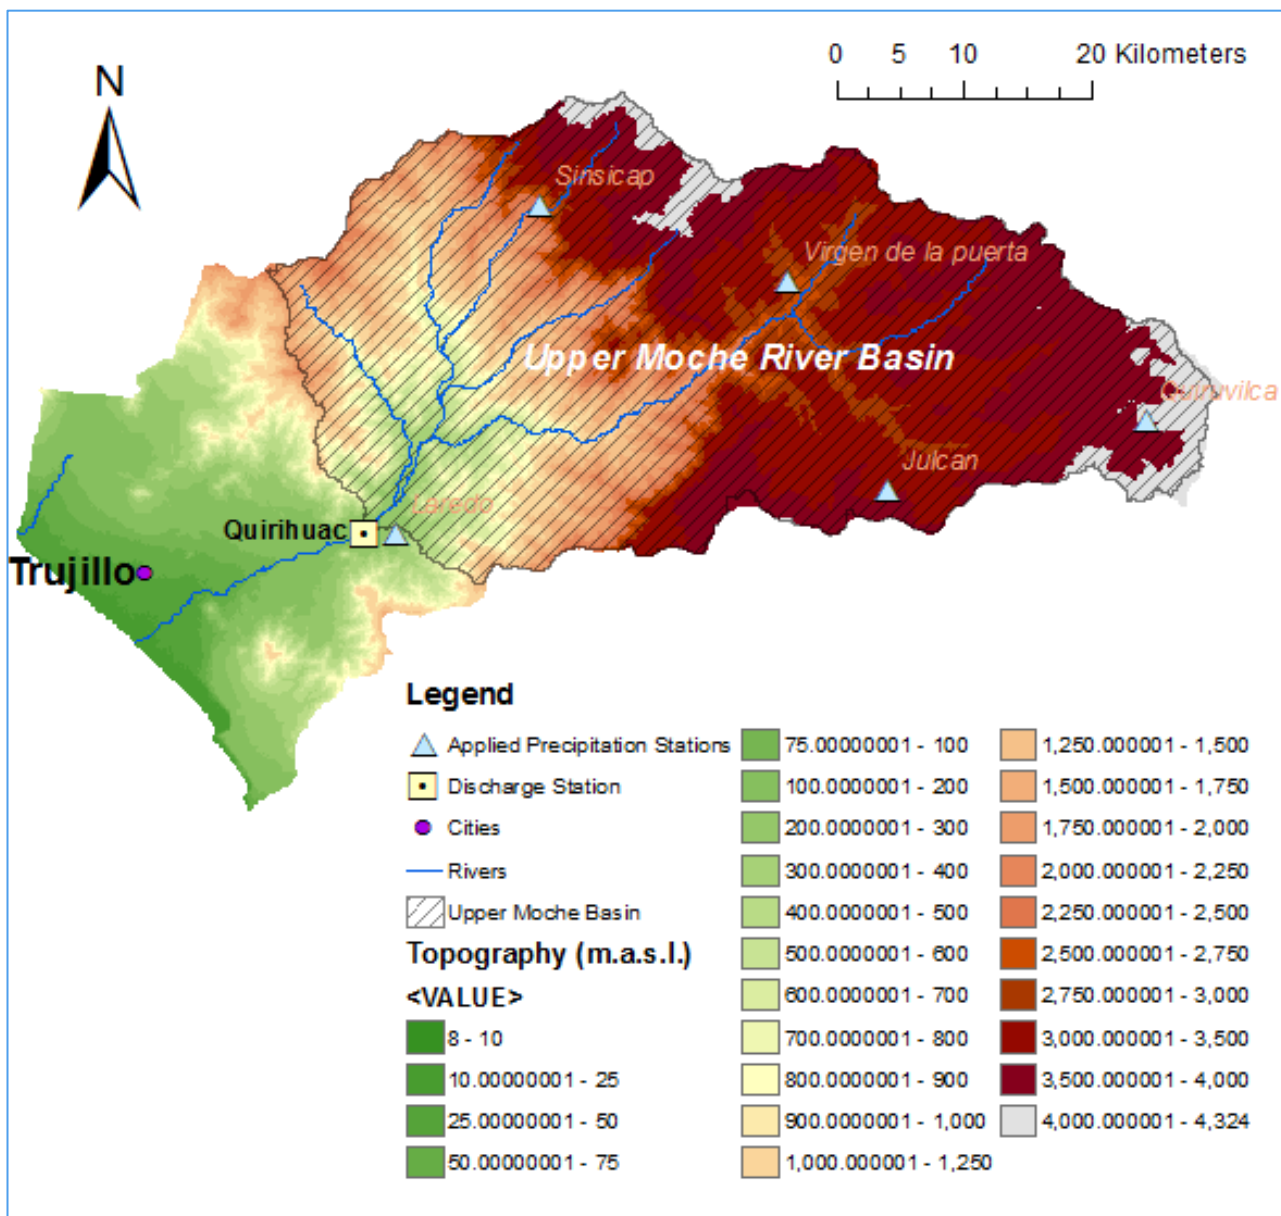 0 5 10 20 Kilometers
N
Sinsicap
Virgen de la puerta
Upper Moche River Basin
Quiruvilca
Julcan
Laredo
Quirihuac
Trujillo
Legend
Applied Precipitation Stations
Discharge Station
Cities
Rivers
Upper Moche Basin
Topography (m.a.s.l.)
<VALUE>
8 - 10
10.00000001 - 25
25.00000001 - 50
50.00000001 - 75
75.00000001 - 100
100.0000001 - 200
200.0000001 - 300
300.0000001 - 400
400.0000001 - 500
500.0000001 - 600
600.0000001 - 700
700.0000001 - 800
800.0000001 - 900
900.0000001 - 1,000
1,000.000001 - 1,250
1,250.000001 - 1,500
1,500.000001 - 1,750
1,750.000001 - 2,000
2,000.000001 - 2,250
2,250.000001 - 2,500
2,500.000001 - 2,750
2,750.000001 - 3,000
3,000.000001 - 3,500
3,500.000001 - 4,000
4,000.000001 - 4,324